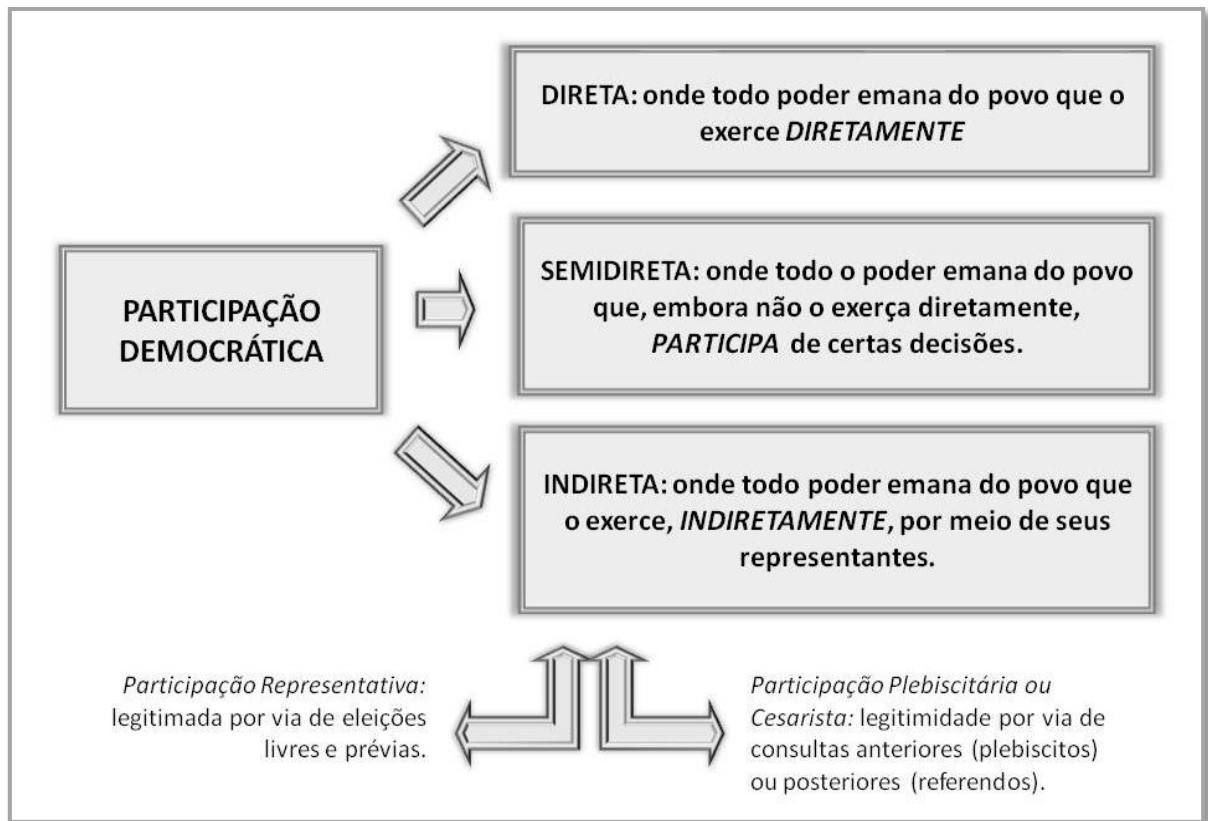 DIRETA: onde todo poder emana do povo que o
exerce DIRETAMENTE
PARTICIPAÇÃO
DEMOCRÁTICA
SEMIDIRETA: onde todo o poder emana do povo
que, embora não o exerça diretamente,
PARTICIPA de certas decisões.
INDIRETA: onde todo poder emana do povo que
o exerce, INDIRETAMENTE, por meio de seus
representantes.
Participação Representativa:
legitimada por via de eleições
livres e prévias.
Participação Plebiscitária ou
Cesarista: legitimidade por via de
consultas anteriores (plebiscitos)
ou posteriores (referendos).